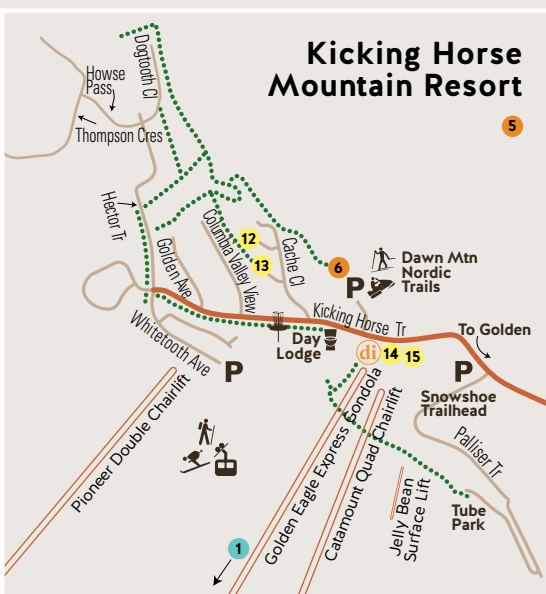 Kicking Horse
Mountain Resort
5
Dogtooth Cl
Howse
Pass
Thompson Cres
Hector Tr
Golden Ave
Columbia Valley View
12
13
Cache Cl
6
P
Dawn Mtn
Nordic
Trails
Kicking Horse Tr
To Golden
Day
Lodge
di
14
15
Whitetooth Ave
P
P
Snowshoe
Trailhead
Palliser Tr
Pioneer Double Chairlift
Golden Eagle Express Gondola
Catamount Quad Chairlift
Jelly Bean
Surface Lift
Tube
Park
1